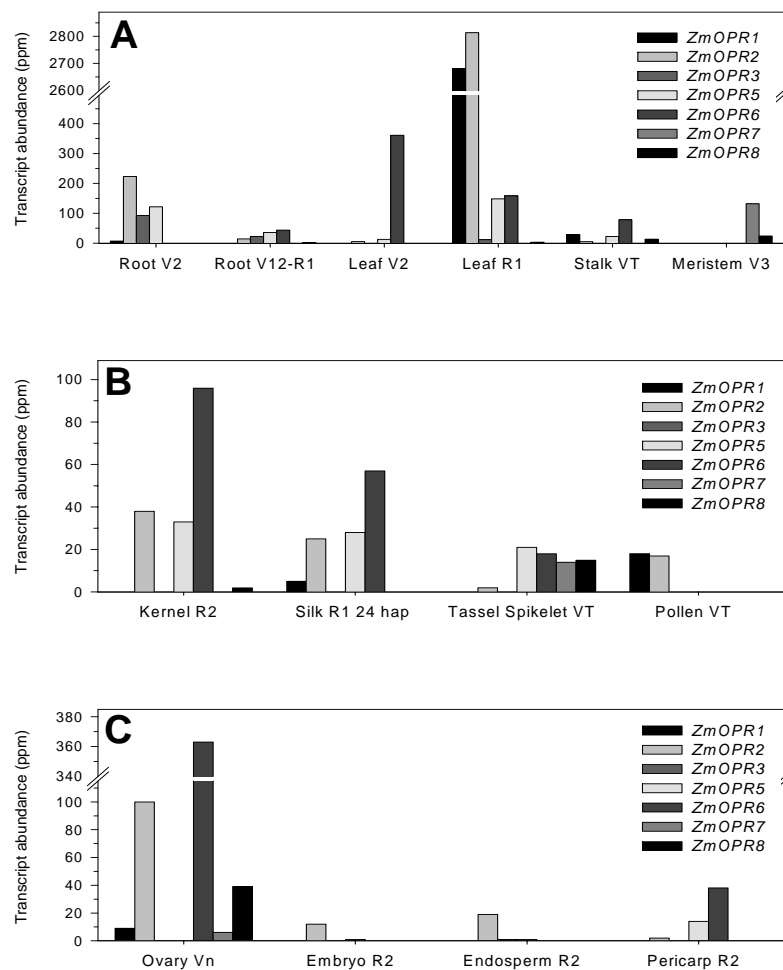 A
Transcript abundance (ppm)
2800
2700
2600
400
300
200
100
0
ZmOPR1
ZmOPR2
ZmOPR3
ZmOPR5
ZmOPR6
ZmOPR7
ZmOPR8
Root V2 Root V12-R1 Leaf V2 Leaf R1 Stalk VT Meristem V3
B
Transcript abundance (ppm)
100
80
60
40
20
0
ZmOPR1
ZmOPR2
ZmOPR3
ZmOPR5
ZmOPR6
ZmOPR7
ZmOPR8
Kernel R2 Silk R1 24 hap Tassel Spikelet VT Pollen VT
C
Transcript abundance (ppm)
380
360
340
100
80
60
40
20
0
ZmOPR1
ZmOPR2
ZmOPR3
ZmOPR5
ZmOPR6
ZmOPR7
ZmOPR8
Ovary Vn Embryo R2 Endosperm R2 Pericarp R2